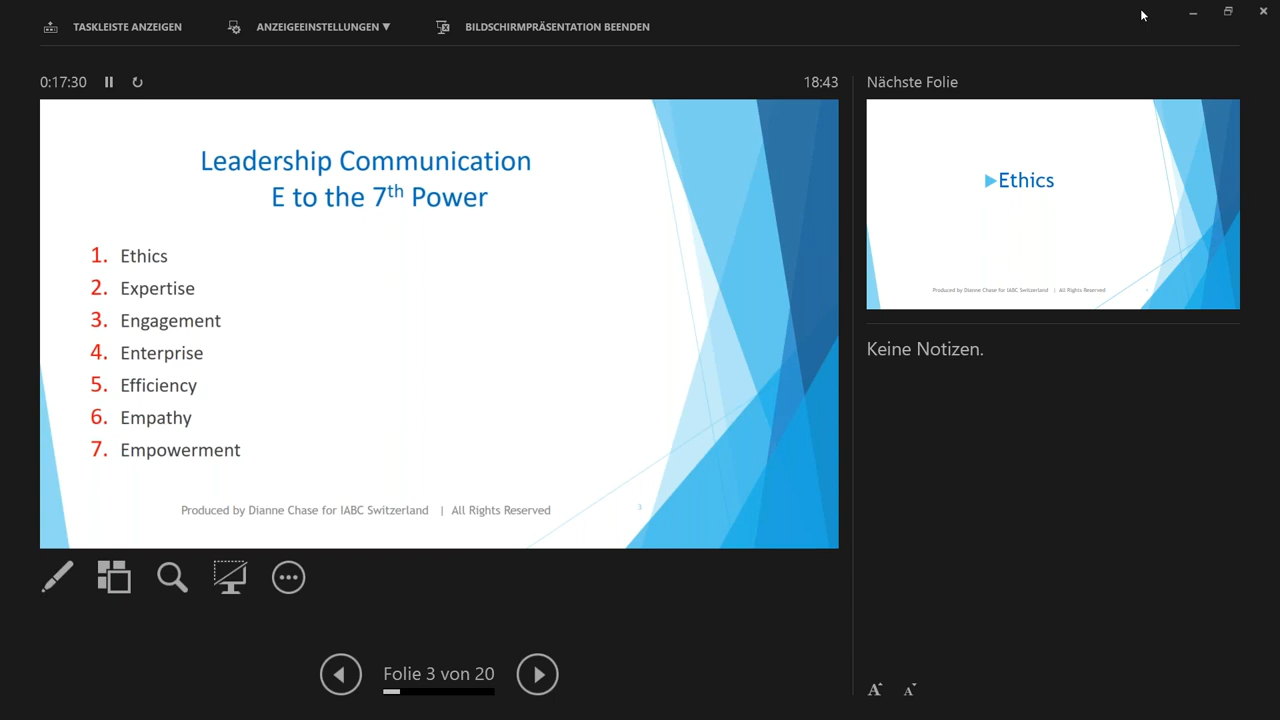 TASKLEISTE ANZEIGEN
ANZEIGEEINSTELLUNGEN ▼
BILDSCHIRMPRÄSENTATION BEENDEN
0:17:30
18:43
Leadership Communication
E to the 7th Power
1. Ethics
2. Expertise
3. Engagement
4. Enterprise
5. Efficiency
6. Empathy
7. Empowerment
Produced by Dianne Chase for IABC Switzerland | All Rights Reserved
3
Folie 3 von 20
Nächste Folie
Ethics
Produced by Dianne Chase for IABC Switzerland | All Rights Reserved
Keine Notizen.
A A